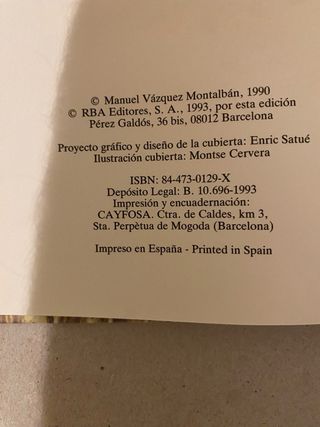 © Manuel Vázquez Montalbán, 1990
© RBA Editores, S. A., 1993, por esta edición
Pérez Galdós, 36 bis, 08012 Barcelona
Proyecto gráfico y diseño de la cubierta: Enric Satué
Ilustración cubierta: Montse Cervera
ISBN: 84-473-0129-X
Depósito Legal: B. 10.696-1993
Impresión y encuadernación:
CAYFOSA. Ctra. de Caldes, km 3,
Sta. Perpètua de Mogoda (Barcelona)
Impreso en España - Printed in Spain